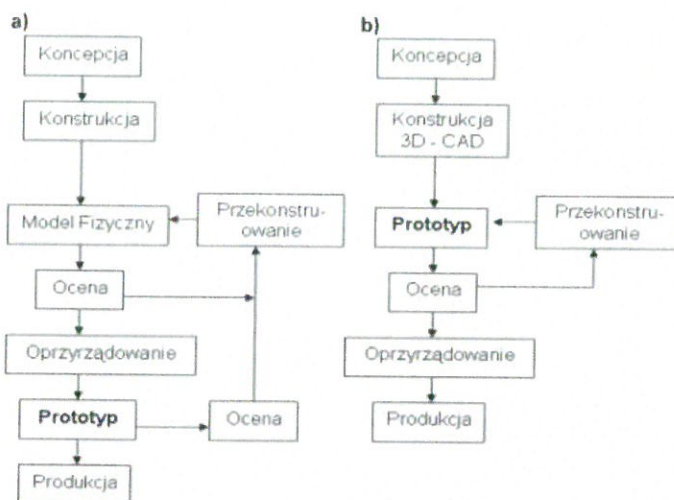 a)
Koncepcja
Konstrukcja
Model Fizyczny
Przekonstru-
owanie
Ocena
Oprzyrządowanie
Prototyp
Ocena
Produkcja
b)
Koncepcja
Konstrukcja
3D - CAD
Prototyp
Przekonstru-
owanie
Ocena
Oprzyrządowanie
Produkcja